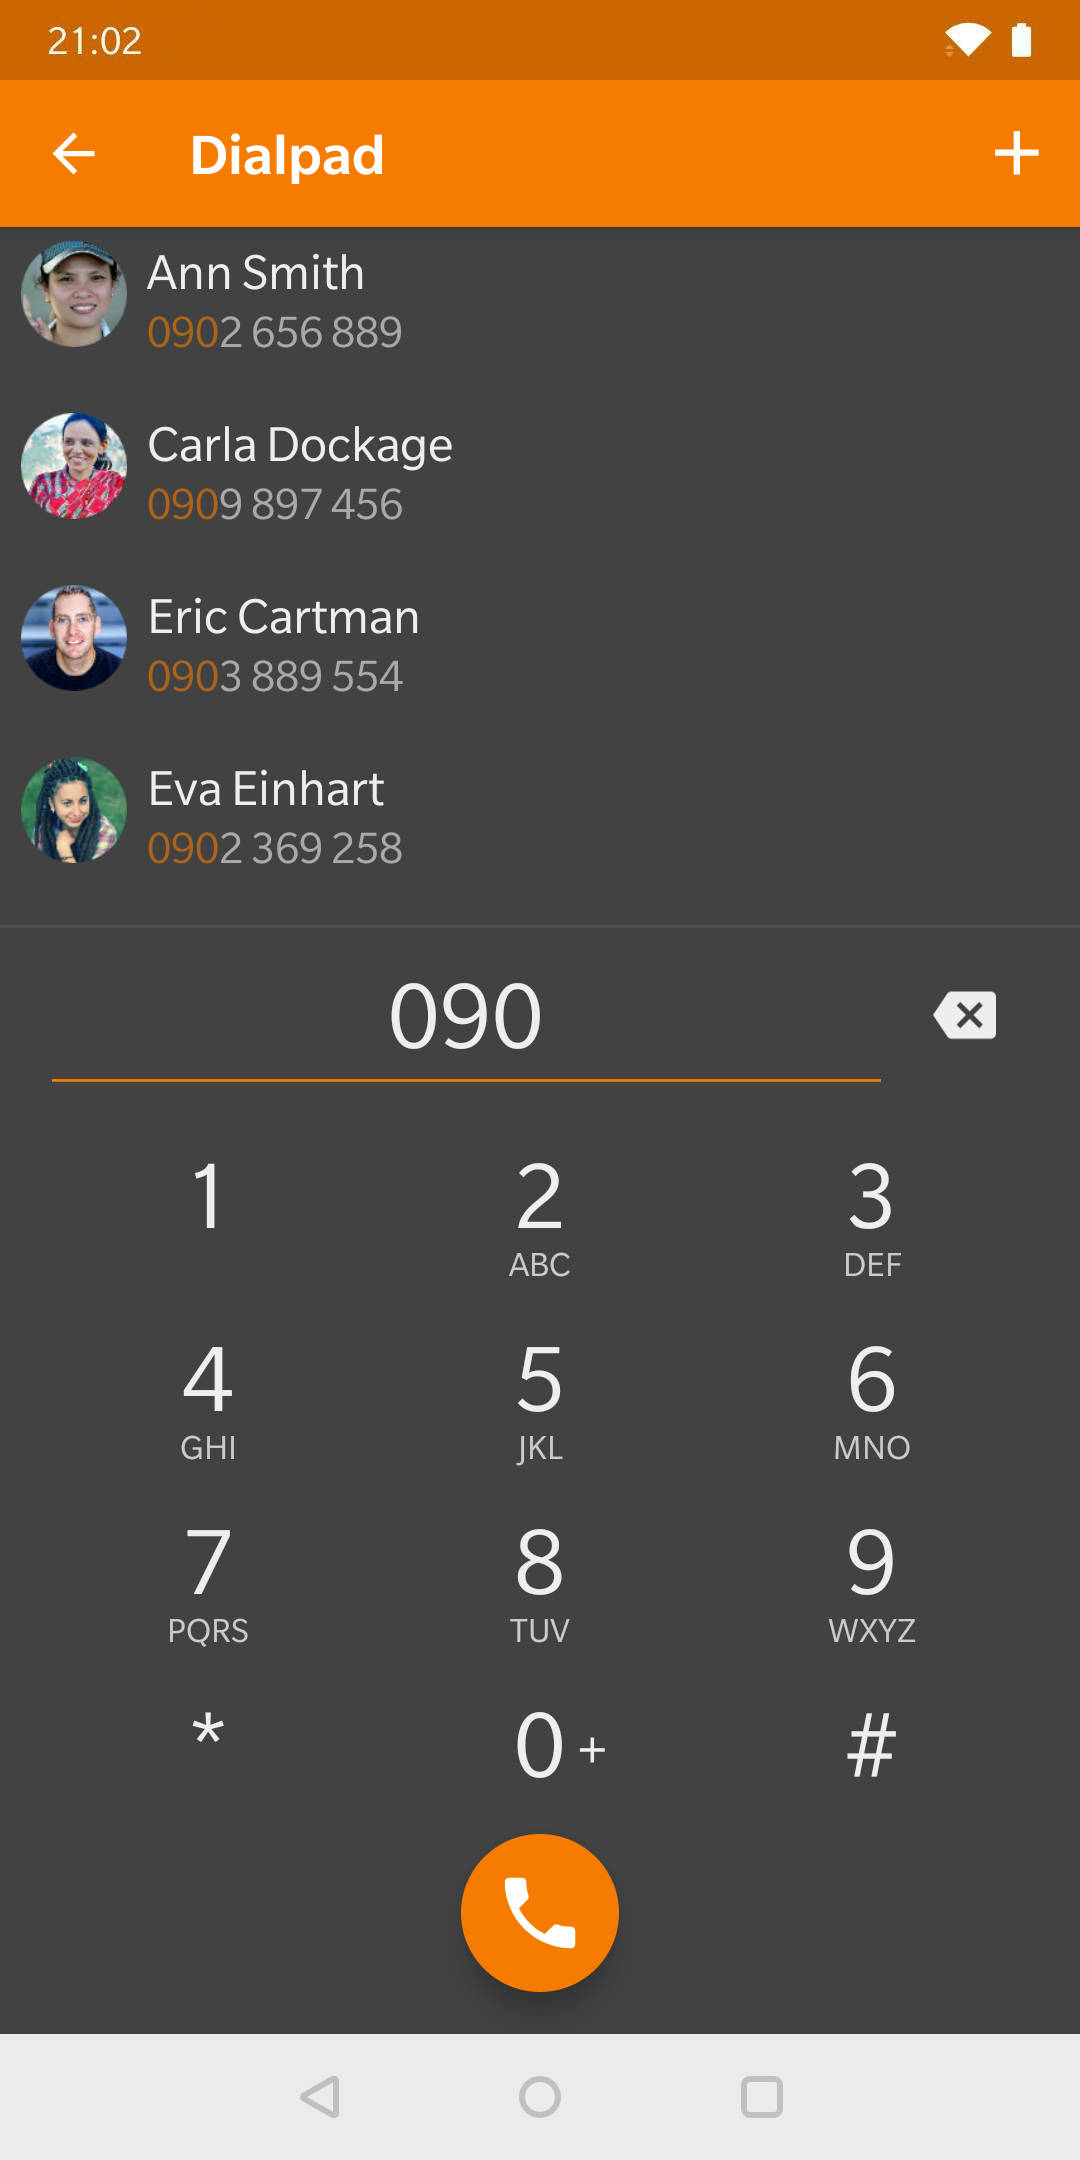 21:02
Dialpad
Ann Smith
0902 656 889
Carla Dockage
0909 897 456
Eric Cartman
0903 889 554
Eva Einhart
0902 369 258
090
1 2 3
ABC DEF
4 5 6
GHI JKL MNO
7 8 9
PQRS TUV WXYZ
* 0 + #